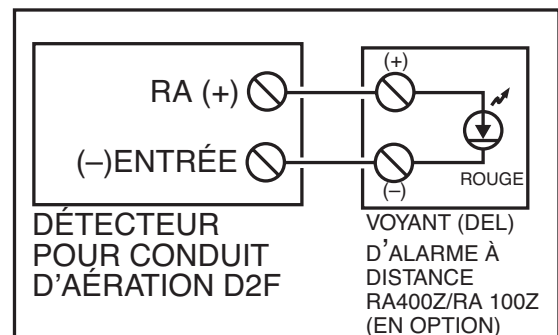 RA (+)
(–)ENTRÉE
(+)
(–)
ROUGE
DÉTECTEUR
POUR CONDUIT
D'AÉRATION D2F
VOYANT (DEL)
D'ALARME À
DISTANCE
RA400Z/RA 100Z
(EN OPTION)